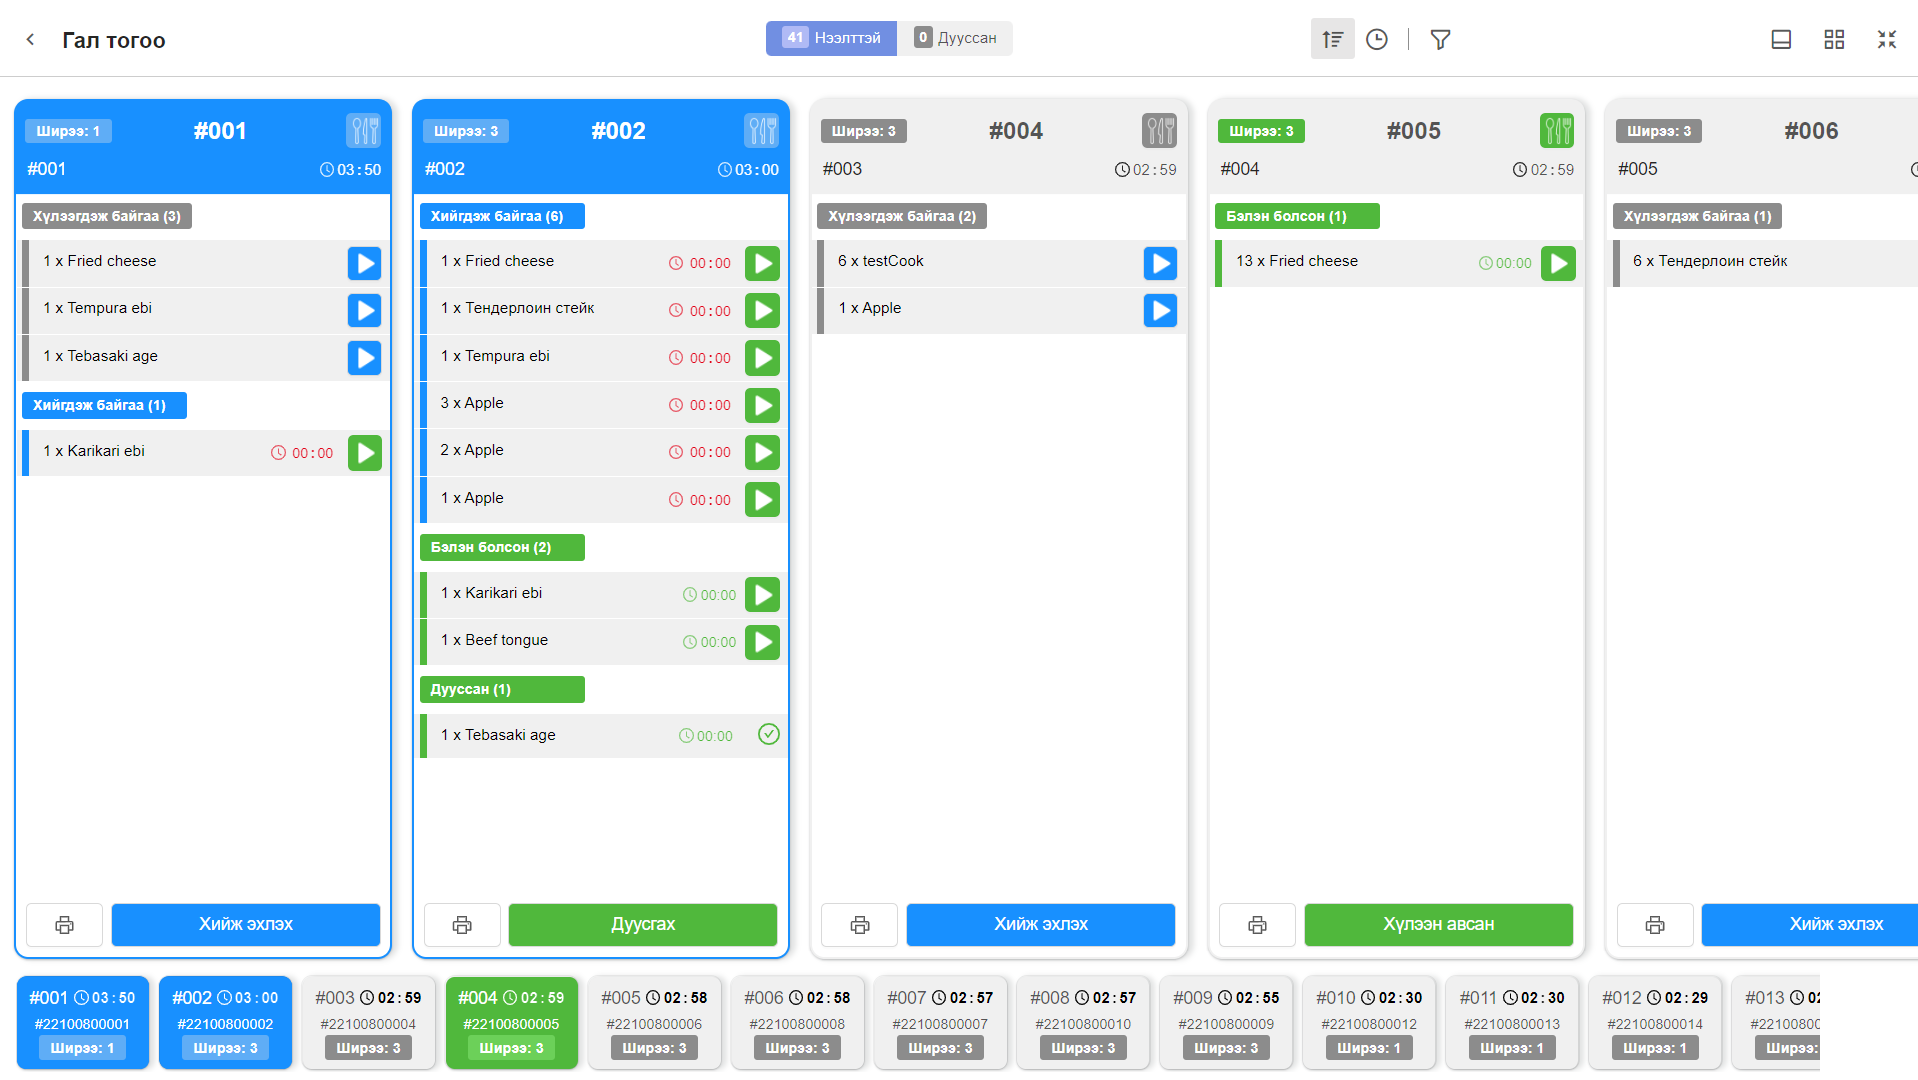 Гал тогоо
41 Нээлттэй
0 Дууссан
Ширээ: 1 #001
#001 03:50
Хүлээгдэж байгаа (3)
1 x Fried cheese
1 x Tempura ebi
1 x Tebasaki age
Хийгдэж байгаа (1)
1 x Karikari ebi 00:00
Хийж эхлэх
Ширээ: 3 #002
#002 03:00
Хийгдэж байгаа (6)
1 x Fried cheese 00:00
1 x Тендерлоин стейк 00:00
1 x Tempura ebi 00:00
3 x Apple 00:00
2 x Apple 00:00
1 x Apple 00:00
Бэлэн болсон (2)
1 x Karikari ebi 00:00
1 x Beef tongue 00:00
Дууссан (1)
1 x Tebasaki age 00:00
Дуусгах
Ширээ: 3 #004
#003 02:59
Хүлээгдэж байгаа (2)
6 x testCook
1 x Apple
Хийж эхлэх
Ширээ: 3 #005
#004 02:59
Бэлэн болсон (1)
13 x Fried cheese 00:00
Хүлээн авсан
Ширээ: 3 #006
#005
Хүлээгдэж байгаа (1)
6 x Тендерлоин стейк
Хийж эхлэх
#001 03:50
#22100800001
Ширээ: 1
#002 03:00
#22100800002
Ширээ: 3
#003 02:59
#22100800004
Ширээ: 3
#004 02:59
#22100800005
Ширээ: 3
#005 02:58
#22100800006
Ширээ: 3
#006 02:58
#22100800008
Ширээ: 3
#007 02:57
#22100800007
Ширээ: 3
#008 02:57
#22100800010
Ширээ: 3
#009 02:55
#22100800009
Ширээ: 3
#010 02:30
#22100800012
Ширээ: 1
#011 02:30
#22100800013
Ширээ: 1
#012 02:29
#22100800014
Ширээ: 1
#013
Ширээ: